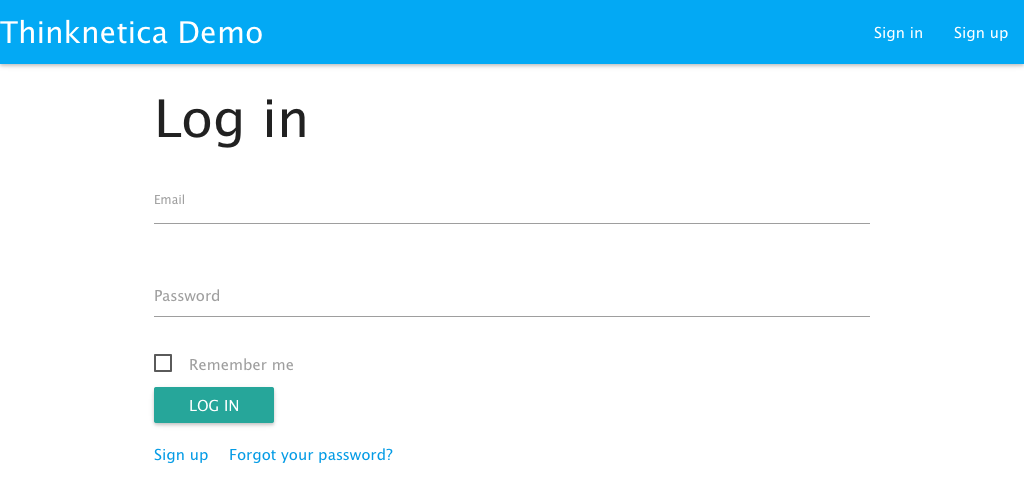 Thinknetica Demo Sign in Sign up
Log in
Email
Password
Remember me
LOG IN
Sign up Forgot your password?